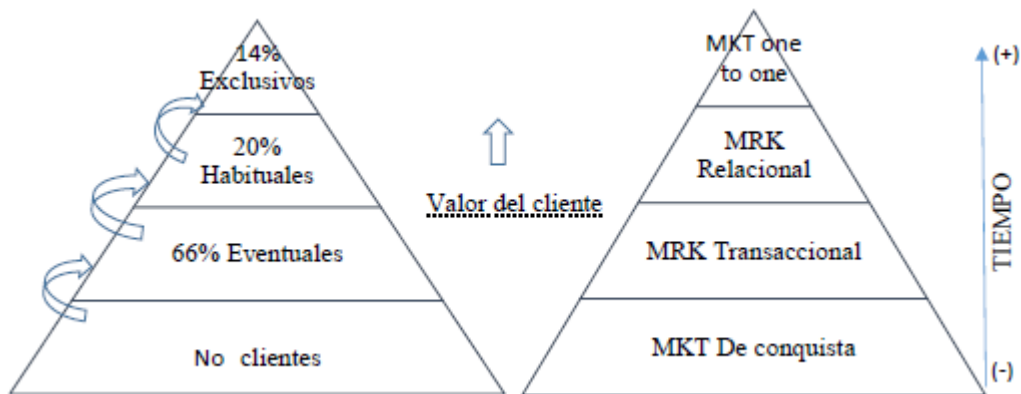 14%
Exclusivos
20%
Habituales
66% Eventuales
No clientes
Valor del cliente
MKT one
to one
MRK
Relacional
MRK Transaccional
MKT De conquista
(+)
TIEMPO
(-)